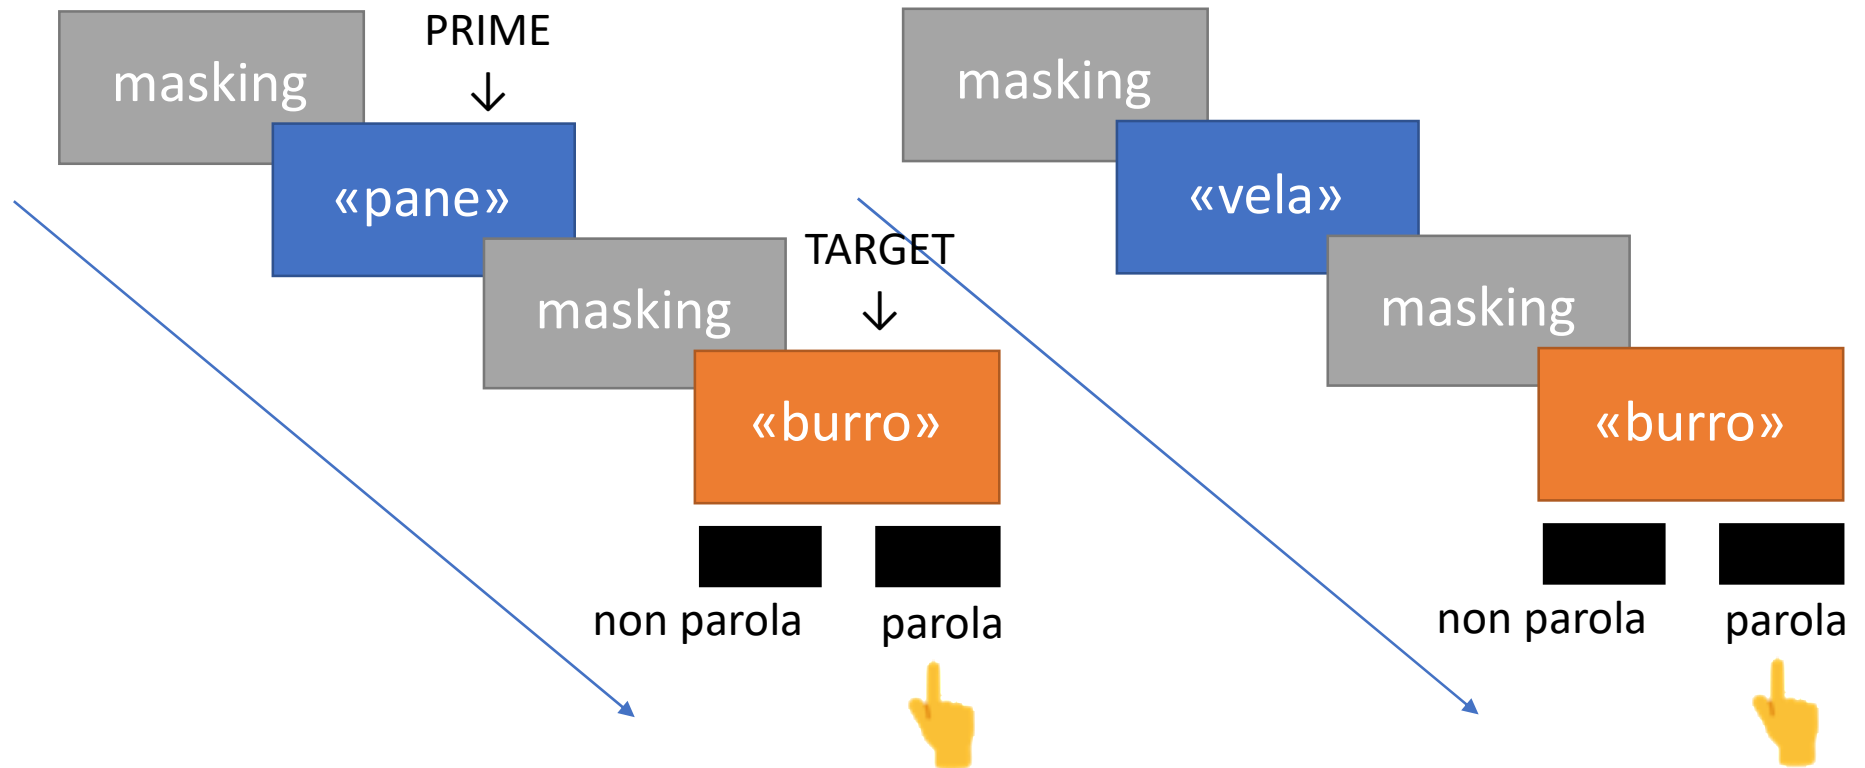 PRIME
masking
«pane»
TARGET
masking
«burro»
non parola
parola
masking
«vela»
masking
«burro»
non parola
parola